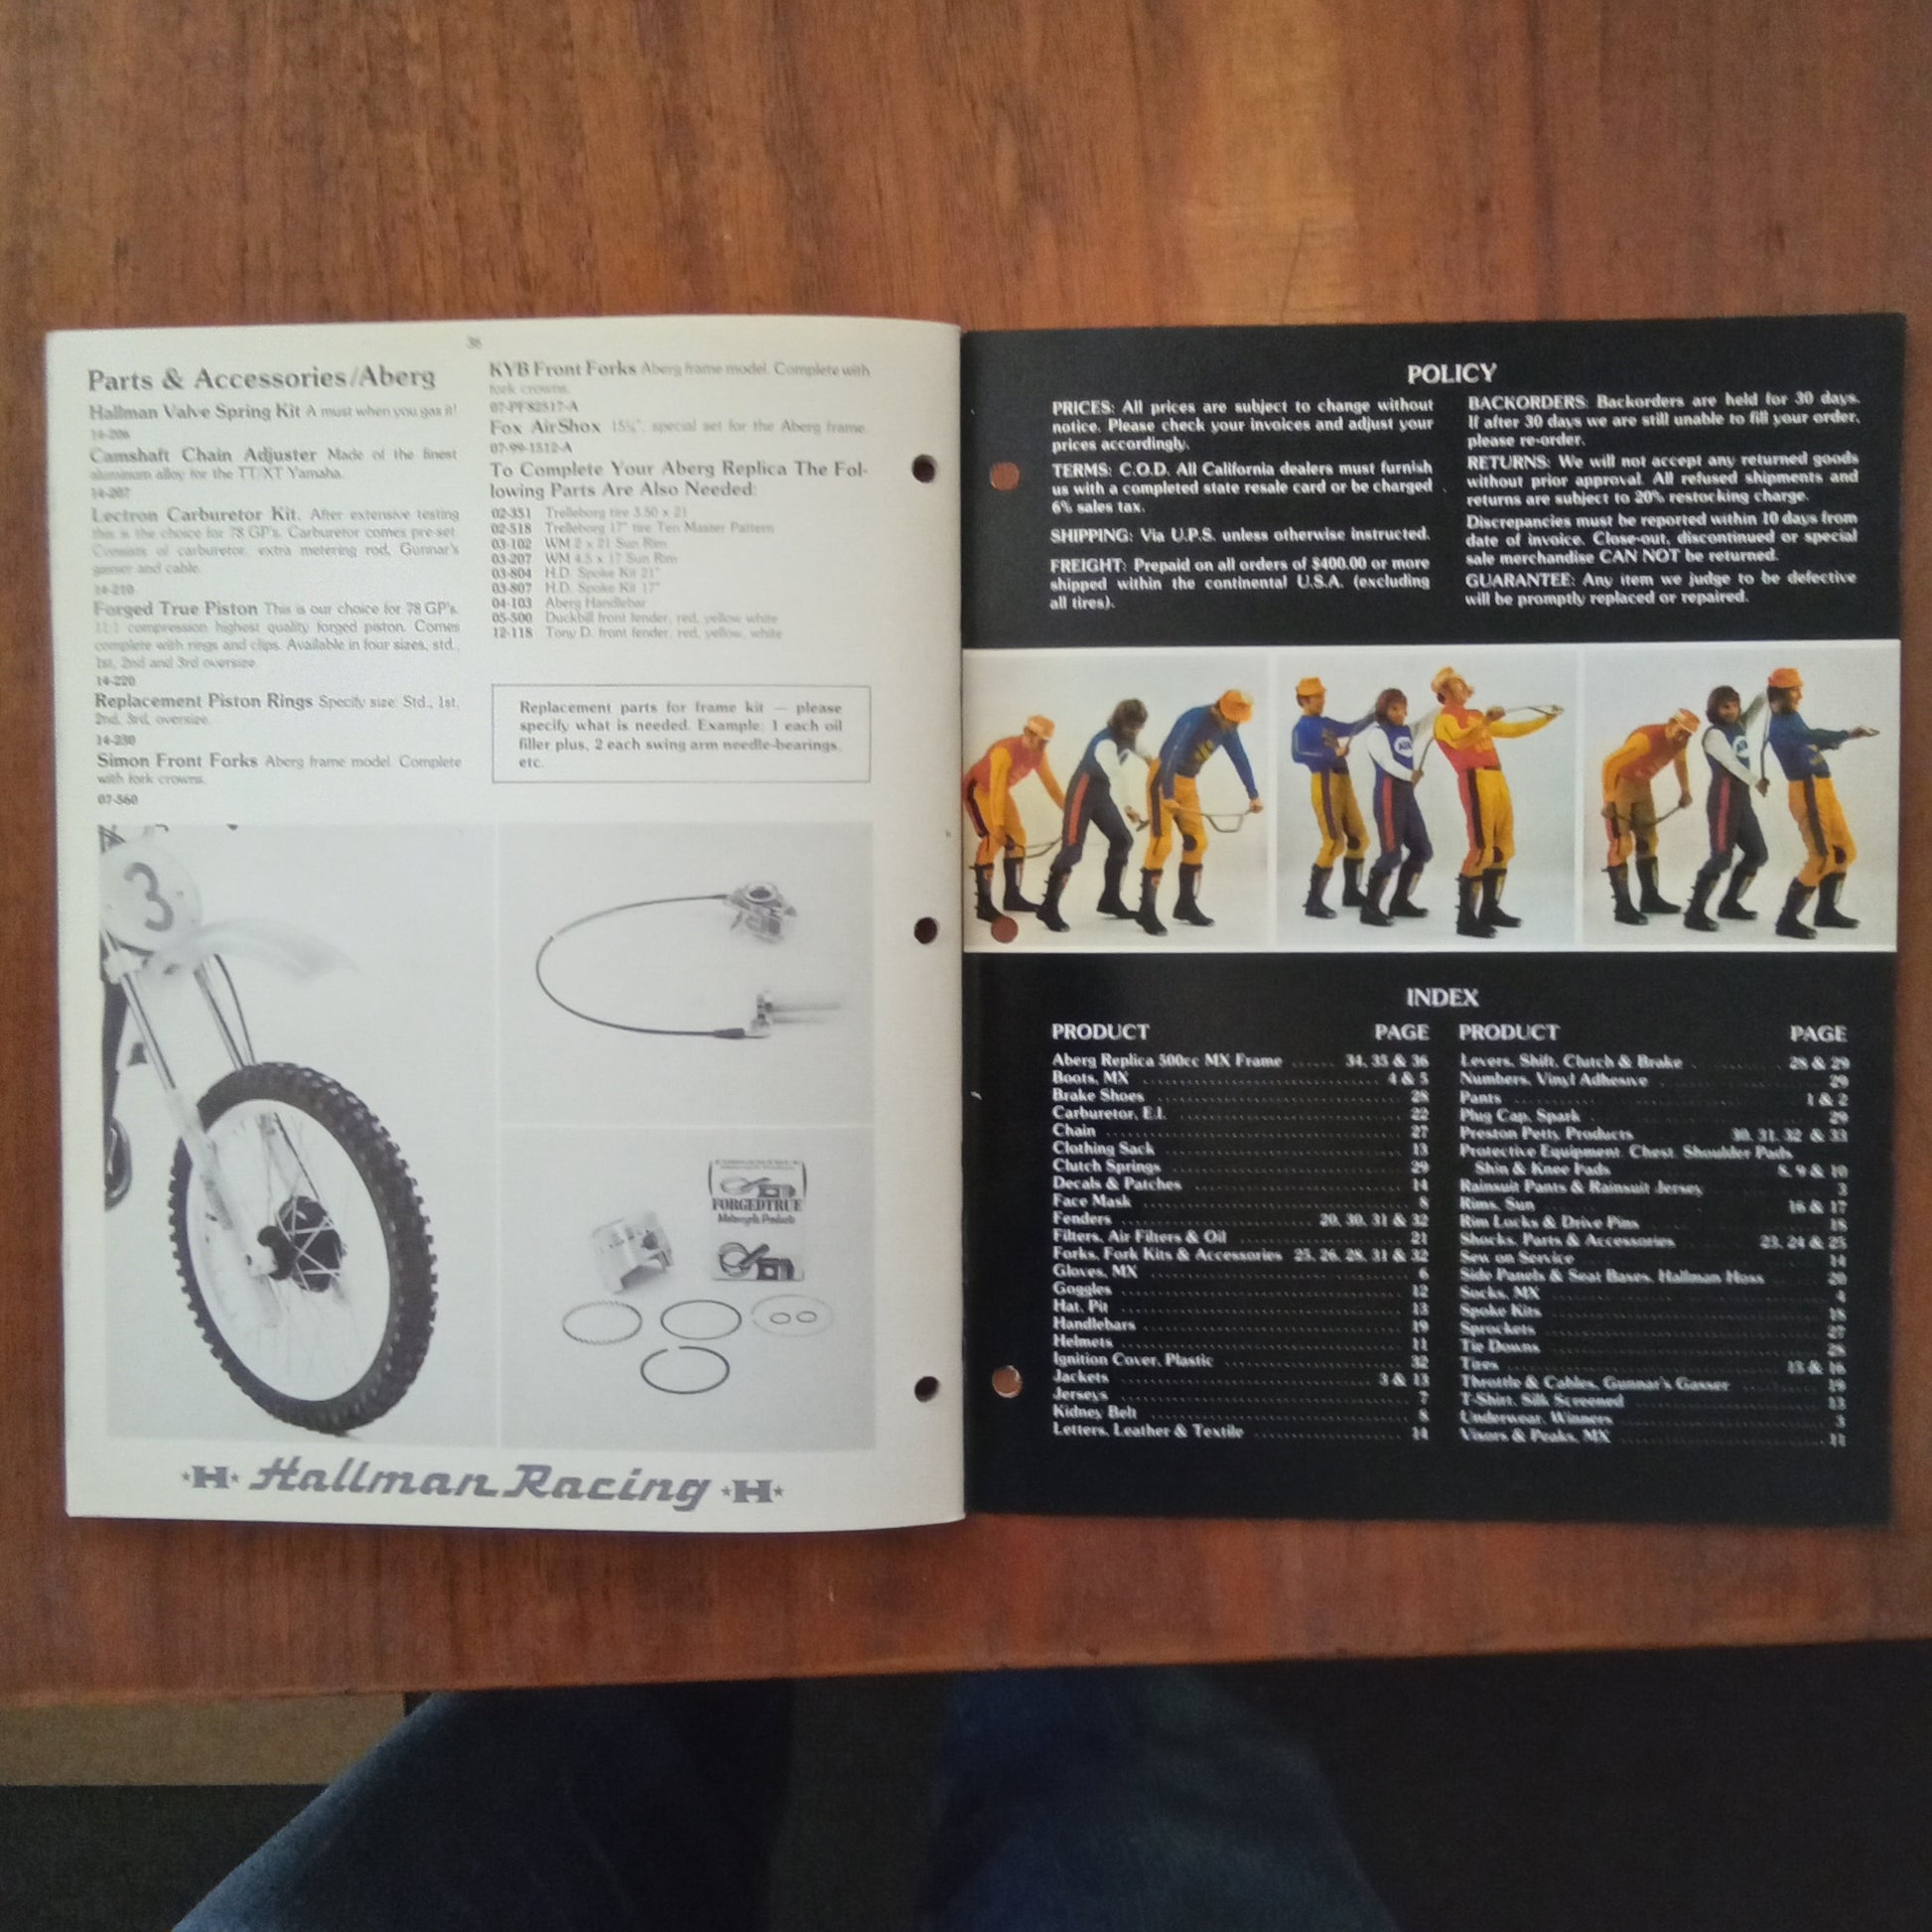 36
Parts & Accessories/Aberg
Hallman Valve Spring Kit A must when you gas it!
14-206
Camshaft Chain Adjuster Made of the finest
aluminum alloy for the TT/XT Yamaha.
14-207
Lectron Carburetor Kit. After extensive testing
this is the choice for 78 GP's. Carburetor comes pre-set.
Consists of carburetor, extra metering rod, Gunnar's
gasser and cable.
14-210
Forged True Piston This is our choice for 78 GP's.
11:1 compression highest quality forged piston. Comes
complete with rings and clips. Available in four sizes, std.,
1st, 2nd and 3rd oversize.
14-220
Replacement Piston Rings Specify size: Std., 1st,
2nd, 3rd, oversize.
14-230
Simon Front Forks Aberg frame model. Complete
with fork crowns.
07-560
KYB Front Forks Aberg frame model. Complete with
fork crowns.
07-PF82517-A
Fox AirShox special set for the Aberg frame.
07-99-1512-A
To Complete Your Aberg Replica The Fol-
lowing Parts Are Also Needed:
02-351 Trelleborg tire 3.50 x 21
02-518 Trelleborg 17" tire Ten Master Pattern
03-102 WM 2 x 21 Sun Rim
03-207 WM 4.5 x 17 Sun Rim
03-804 H.D. Spoke Kit 21"
03-807 H.D. Spoke Kit 17"
04-103 Aberg Handlebar
05-500 Duckbill front fender, red, yellow white
12-118 Tony D. front fender, red, yellow, white
Replacement parts for frame kit — please
specify what is needed. Example: 1 each oil
filler plus, 2 each swing arm needle-bearings,
etc.
3
FORGEDTRUE
Motorcycle Products
*H* Hallman Racing *H*
POLICY
PRICES: All prices are subject to change without
notice. Please check your invoices and adjust your
prices accordingly.
TERMS: C.O.D. All California dealers must furnish
us with a completed state resale card or be charged
6% sales tax.
SHIPPING: Via U.P.S. unless otherwise instructed.
FREIGHT: Prepaid on all orders of $400.00 or more
shipped within the continental U.S.A. (excluding
all tires).
BACKORDERS: Backorders are held for 30 days.
If after 30 days we are still unable to fill your order,
please re-order.
RETURNS: We will not accept any returned goods
without prior approval. All refused shipments and
returns are subject to 20% restocking charge.
Discrepancies must be reported within 10 days from
date of invoice. Close-out, discontinued or special
sale merchandise CAN NOT be returned.
GUARANTEE: Any item we judge to be defective
will be promptly replaced or repaired.
INDEX
PRODUCT PAGE
Aberg Replica 500cc MX Frame ...... 34, 35 & 36
Boots, MX ...... 4 & 5
Brake Shoes ...... 28
Carburetor, E.I. ...... 22
Chain ...... 27
Clothing Sack ...... 13
Clutch Springs ...... 29
Decals & Patches ...... 14
Face Mask ...... 8
Fenders ...... 20, 30, 31 & 32
Filters, Air Filters & Oil ...... 21
Forks, Fork Kits & Accessories 25, 26, 28, 31 & 32
Gloves, MX ...... 6
Goggles ...... 12
Hat, Pit ...... 13
Handlebars ...... 19
Helmets ...... 11
Ignition Cover, Plastic ...... 32
Jackets ...... 3 & 13
Jerseys ...... 7
Kidney Belt ...... 8
Letters, Leather & Textile ...... 14
PRODUCT PAGE
Levers, Shift, Clutch & Brake ...... 28 & 29
Numbers, Vinyl Adhesive ...... 29
Pants ...... 1 & 2
Plug Cap, Spark ...... 29
Preston Petty Products ...... 30, 31, 32 & 33
Protective Equipment, Chest, Shoulder Pads
Shin & Knee Pads ...... 8, 9 & 10
Rainsuit Pants & Rainsuit Jersey ...... 3
Rims, Sun ...... 16 & 17
Rim Locks & Drive Pins ...... 18
Shocks, Parts & Accessories ...... 23, 24 & 25
Sew on Service ...... 14
Side Panels & Seat Bases, Hallman Hoss ...... 20
Socks, MX ...... 4
Spoke Kits ...... 18
Sprockets ...... 27
Tie Downs ...... 28
Tires ...... 15 & 16
Throttle & Cables, Gunnar's Gasser ...... 19
T-Shirt, Silk Screened ...... 13
Underwear, Winners ...... 3
Visors & Peaks, MX ...... 11